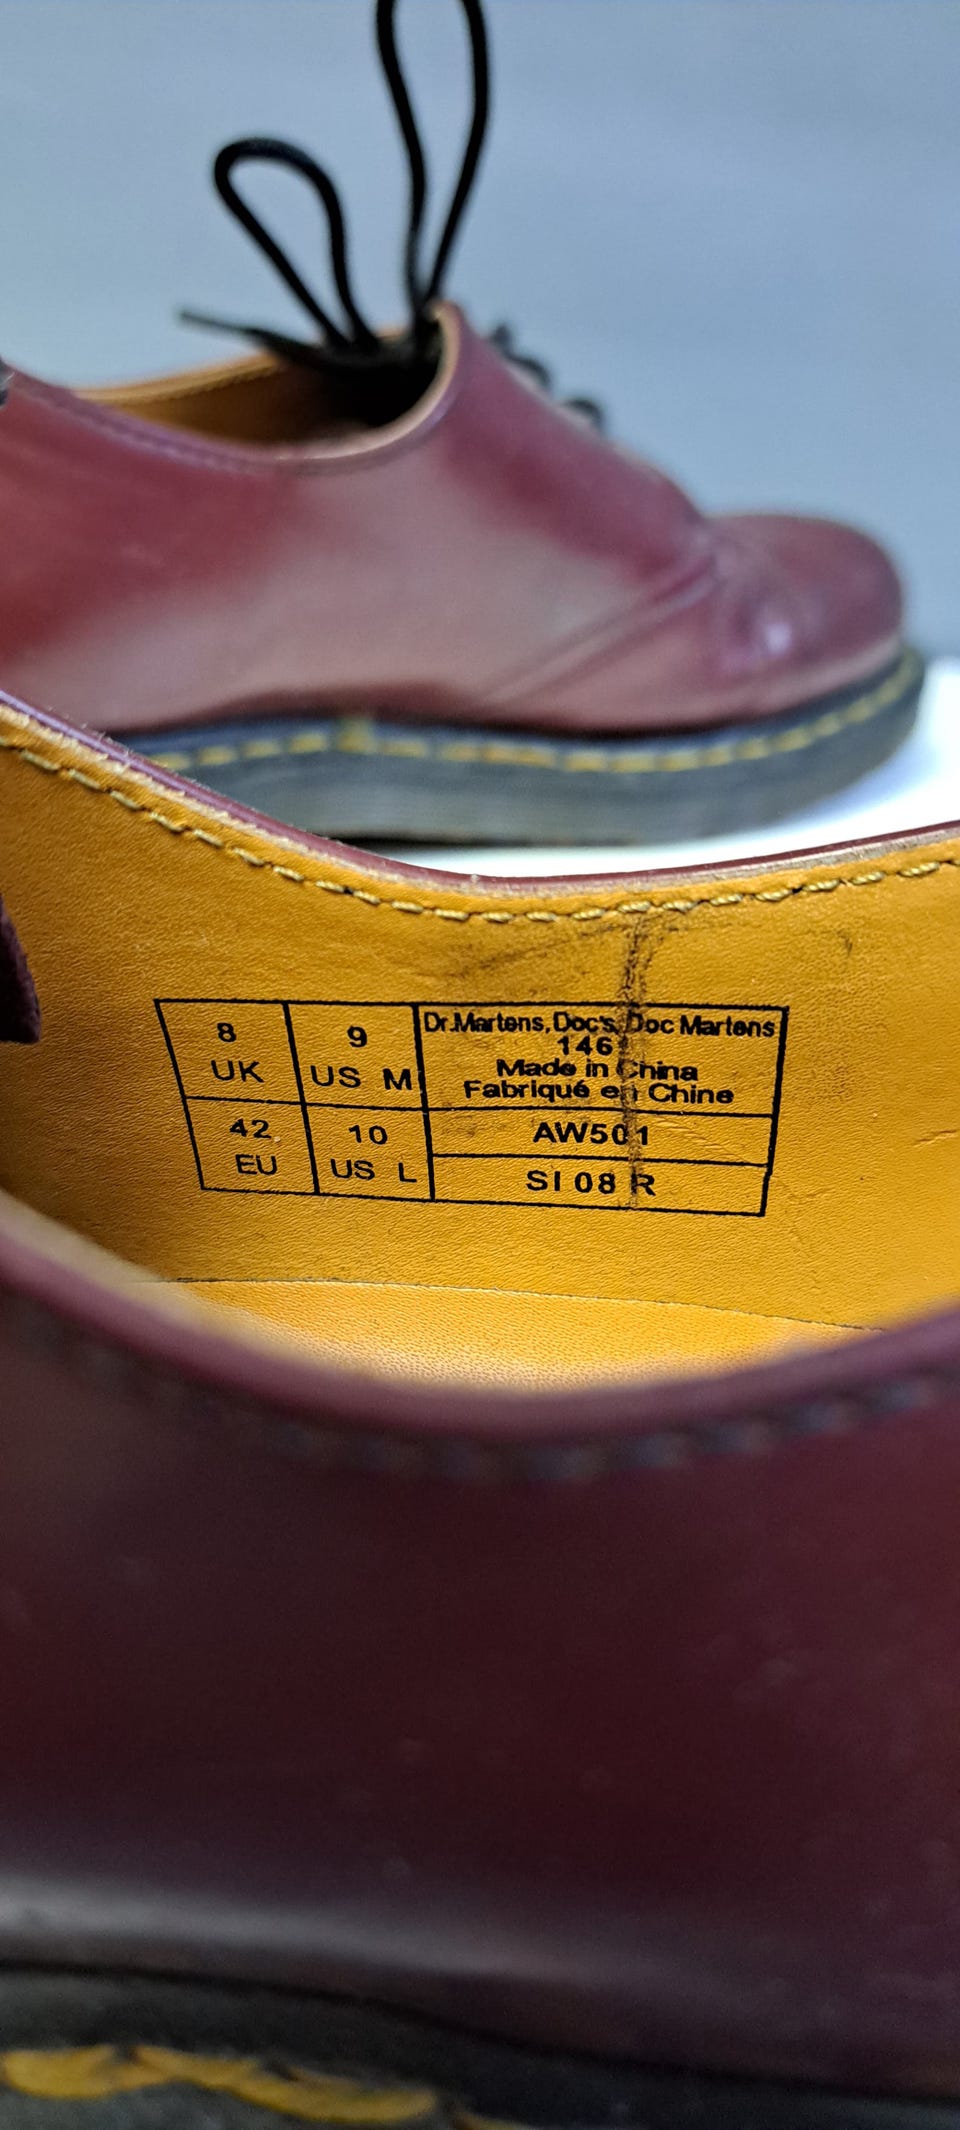 8
UK
9
US M
Dr.Martens, Doc's, Doc Martens
146
Made in China
Fabriqué en Chine
42
EU
10
US L
AW501
SI 08 R